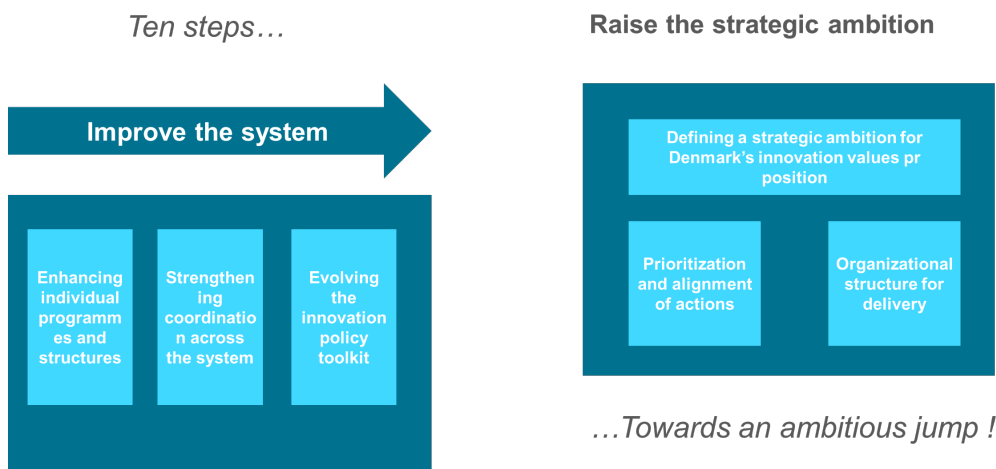 Ten steps…
Improve the system
Enhancing
individual
programm
es and
structures
Strengthen
ing
coordinatio
n across
the system
Evolving
the
innovation
policy
toolkit
Raise the strategic ambition
Defining a strategic ambition for
Denmark’s innovation values pr
position
Prioritization
and alignment
of actions
Organizational
structure for
delivery
…Towards an ambitious jump !